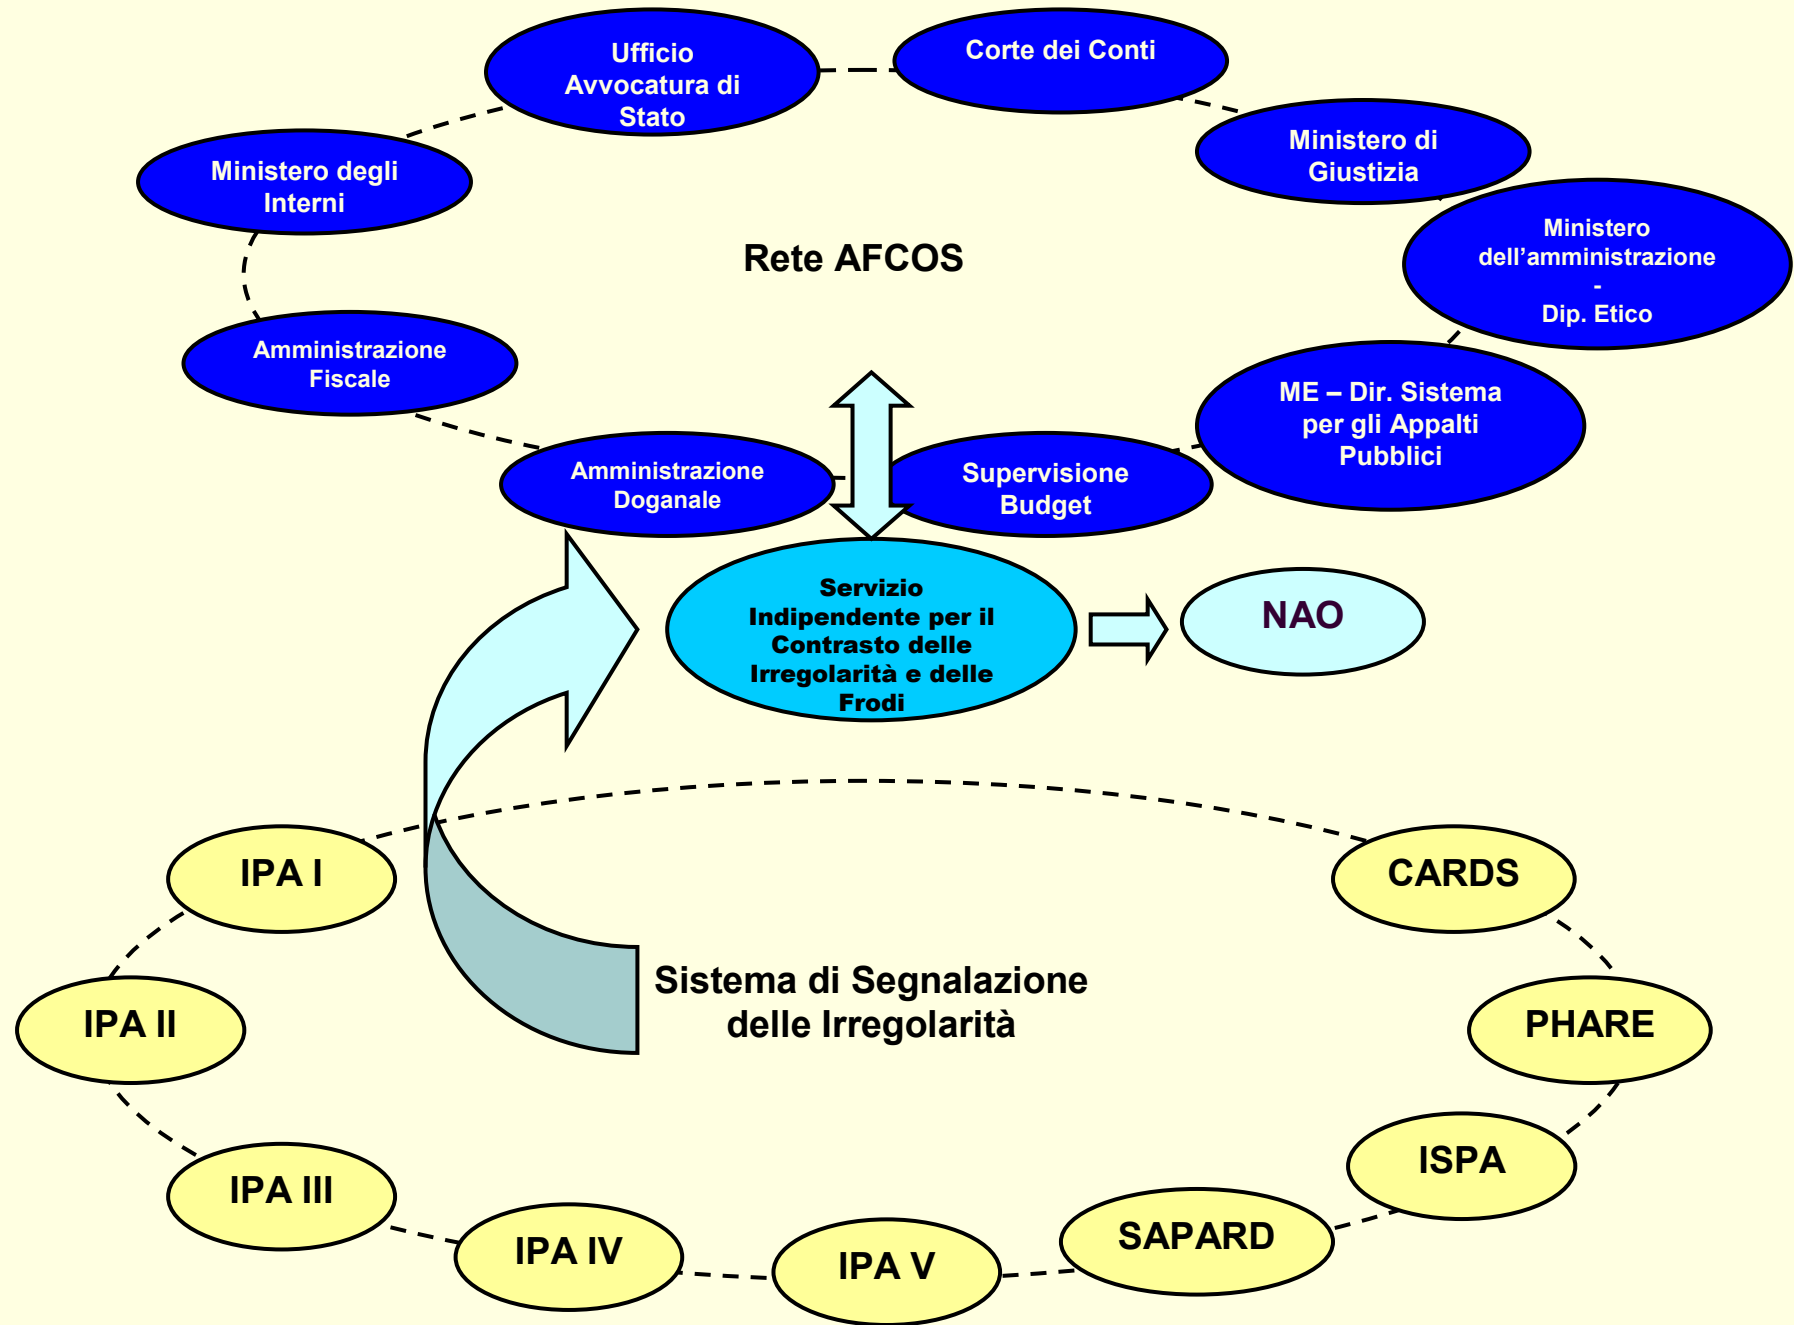 Ufficio
Avvocatura di
Stato
Corte dei Conti
Ministero di
Giustizia
Ministero degli
Interni
Ministero
dell’amministrazione
-
Dip. Etico
Rete AFCOS
Amministrazione
Fiscale
ME – Dir. Sistema
per gli Appalti
Pubblici
Amministrazione
Doganale
Supervisione
Budget
Servizio
Indipendente per il
Contrasto delle
Irregolarità e delle
Frodi
NAO
IPA I
CARDS
Sistema di Segnalazione
delle Irregolarità
IPA II
PHARE
IPA III
ISPA
IPA IV
IPA V
SAPARD